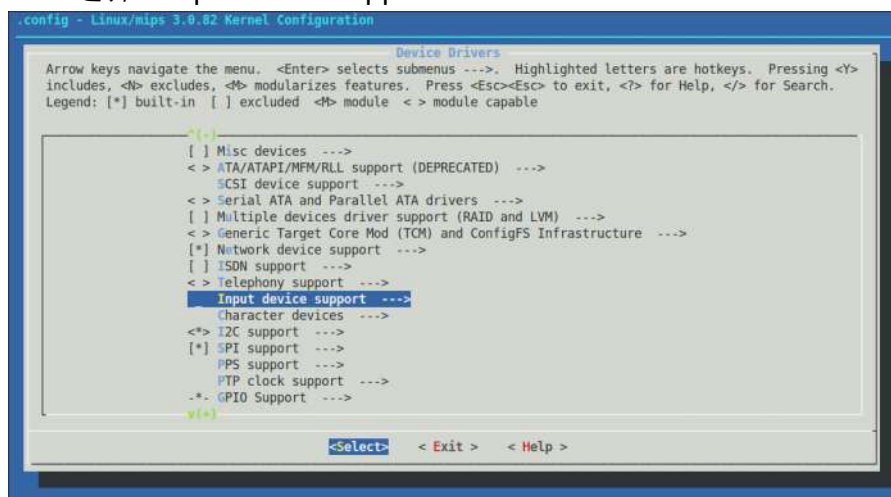 .config - Linux/mips 3.0.82 Kernel Configuration
Device Drivers
Arrow keys navigate the menu. <Enter> selects submenus --->. Highlighted letters are hotkeys. Pressing <Y>
includes, <N> excludes, <M> modularizes features. Press <Esc><Esc> to exit, <?> for Help, </> for Search.
Legend: [*] built-in [ ] excluded <M> module < > module capable
^(-)
[ ] Misc devices --->
< > ATA/ATAPI/MFM/RLL support (DEPRECATED) --->
SCSI device support --->
< > Serial ATA and Parallel ATA drivers --->
[ ] Multiple devices driver support (RAID and LVM) --->
< > Generic Target Core Mod (TCM) and ConfigFS Infrastructure --->
[*] Network device support --->
[ ] ISDN support --->
< > Telephony support --->
Input device support --->
Character devices --->
<*> I2C support --->
[*] SPI support --->
PPS support --->
PTP clock support --->
-*- GPIO Support --->
v(+)
<Select> < Exit > < Help >